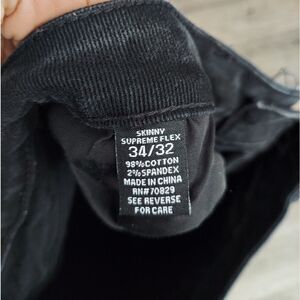 SKINNY
SUPREME FLEX
34/32
98% COTTON
2% SPANDEX
MADE IN CHINA
RN# 70829
SEE REVERSE
FOR CARE